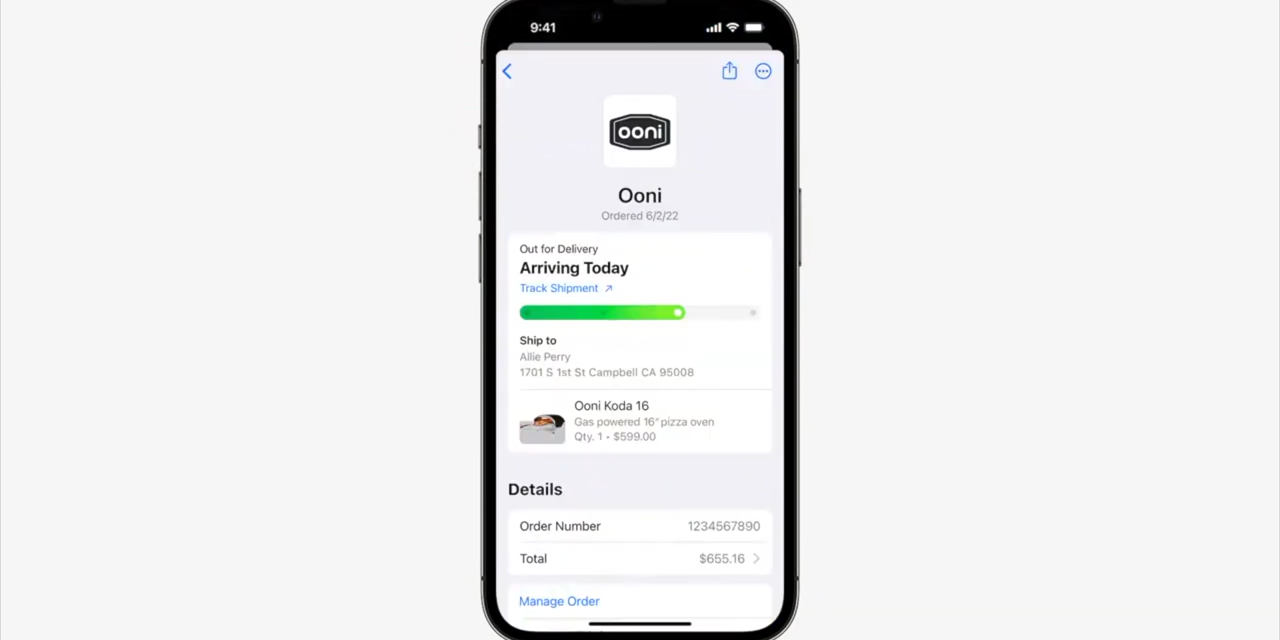 9:41
ooni
Ooni
Ordered 6/2/22
Out for Delivery
Arriving Today
Track Shipment ↗
Ship to
Allie Perry
1701 S 1st St Campbell CA 95008
Ooni Koda 16
Gas powered 16″ pizza oven
Qty. 1 • $599.00
Details
Order Number 1234567890
Total $655.16
Manage Order